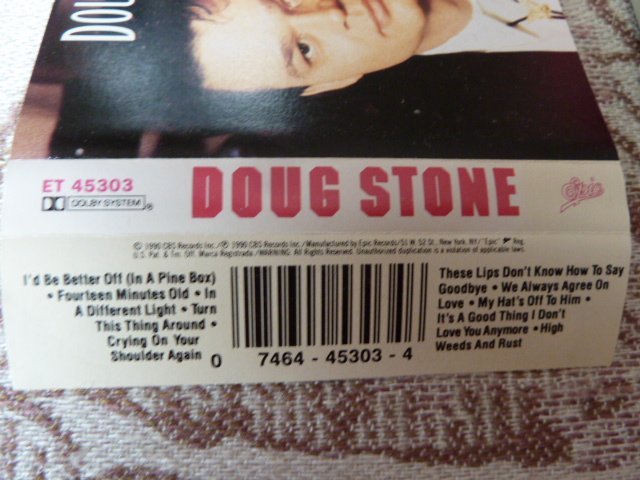 DOU
ET 45303
DOLBY SYSTEM
DOUG STONE
Epic
© 1990 CBS Records Inc./℗ 1990 CBS Records Inc./Manufactured by Epic Records/51 W. 52 St., New York, NY/"Epic" Reg.
U.S. Pat. & Tm. Off. Marca Registrada./WARNING: All Rights Reserved. Unauthorized duplication is a violation of applicable laws.
I'd Be Better Off (In A Pine Box)
• Fourteen Minutes Old • In
A Different Light • Turn
This Thing Around •
Crying On Your
Shoulder Again
0 7464 - 45303 - 4
These Lips Don't Know How To Say
Goodbye • We Always Agree On
Love • My Hat's Off To Him •
It's A Good Thing I Don't
Love You Anymore • High
Weeds And Rust